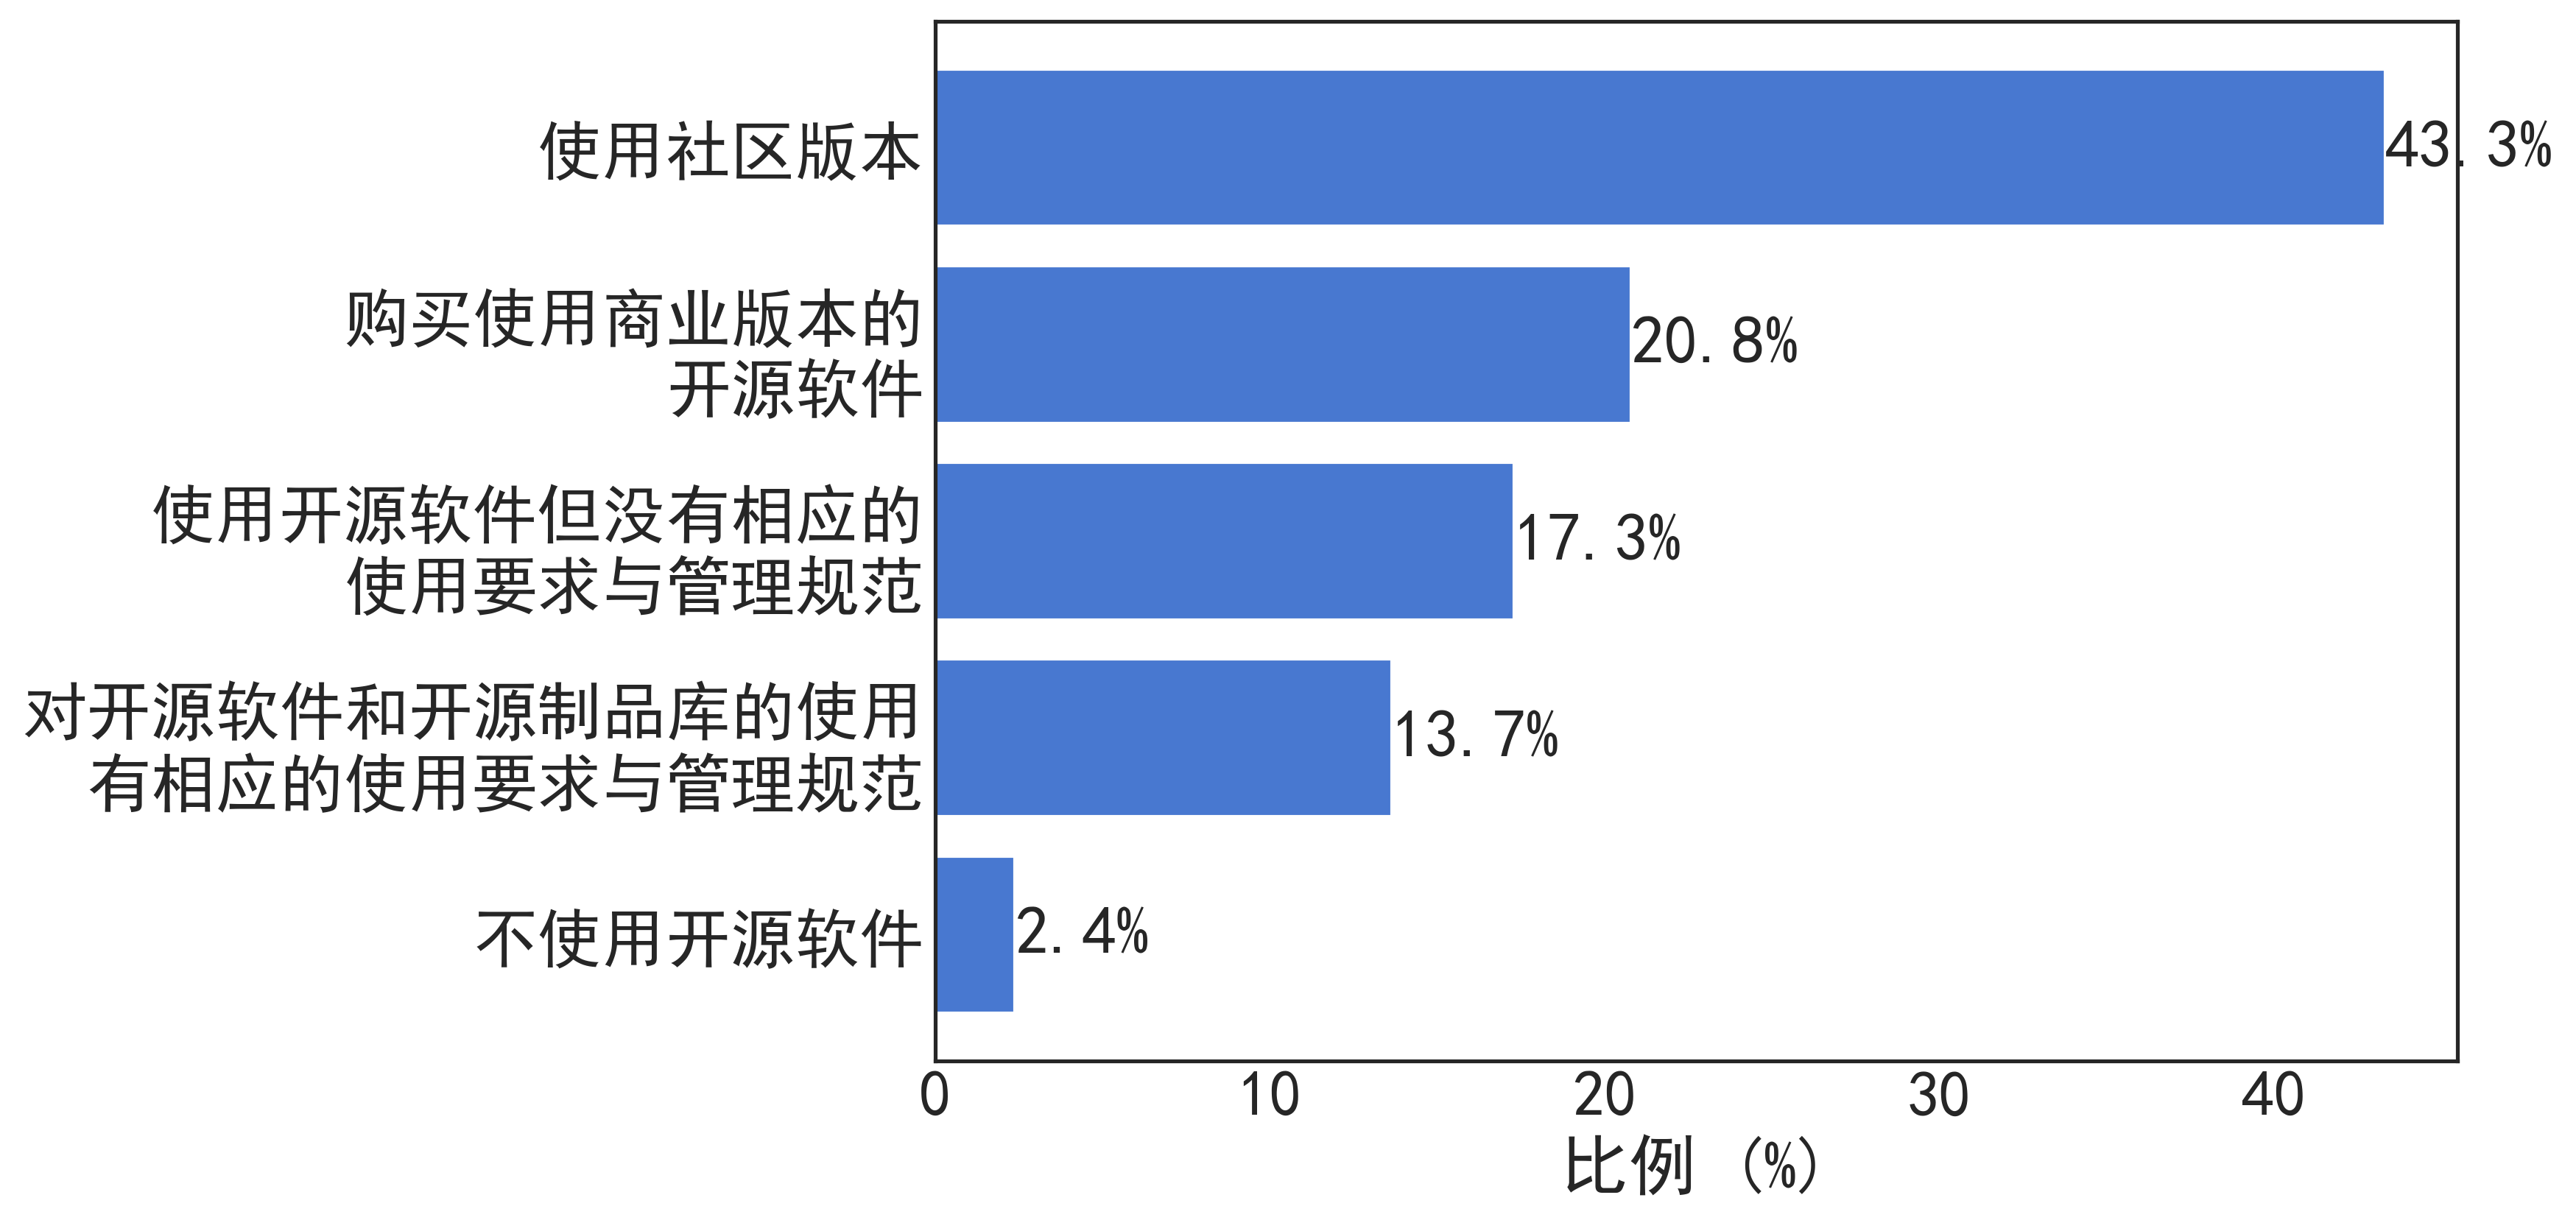 使用社区版本
43.3%
购买使用商业版本的
开源软件
20.8%
使用开源软件但没有相应的
使用要求与管理规范
17.3%
对开源软件和开源制品库的使用
有相应的使用要求与管理规范
13.7%
不使用开源软件
2.4%
0 10 20 30 40
比例 (%)